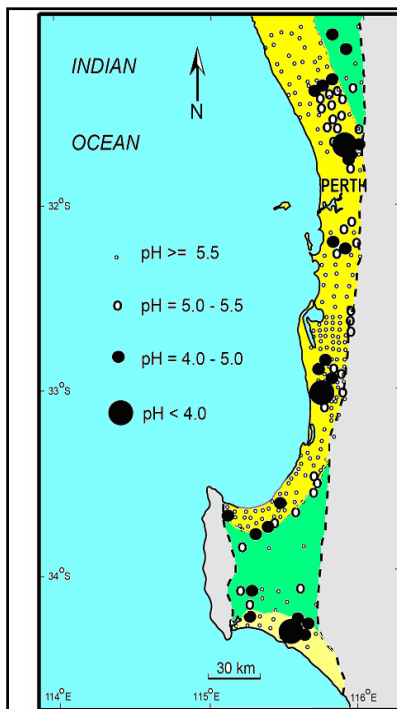 INDIAN
N
OCEAN
PERTH
32°S
pH >= 5.5
pH = 5.0 - 5.5
pH = 4.0 - 5.0
33°S
pH < 4.0
34°S
30 km
114°E
115°E
116°E